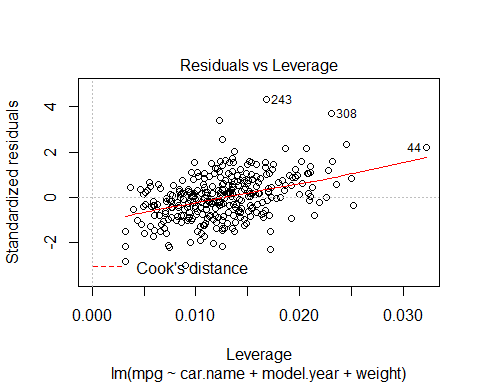 Residuals vs Leverage
Standardized residuals
4
2
0
-2
243
308
44
Cook's distance
0.000 0.010 0.020 0.030
Leverage
lm(mpg ~ car.name + model.year + weight)